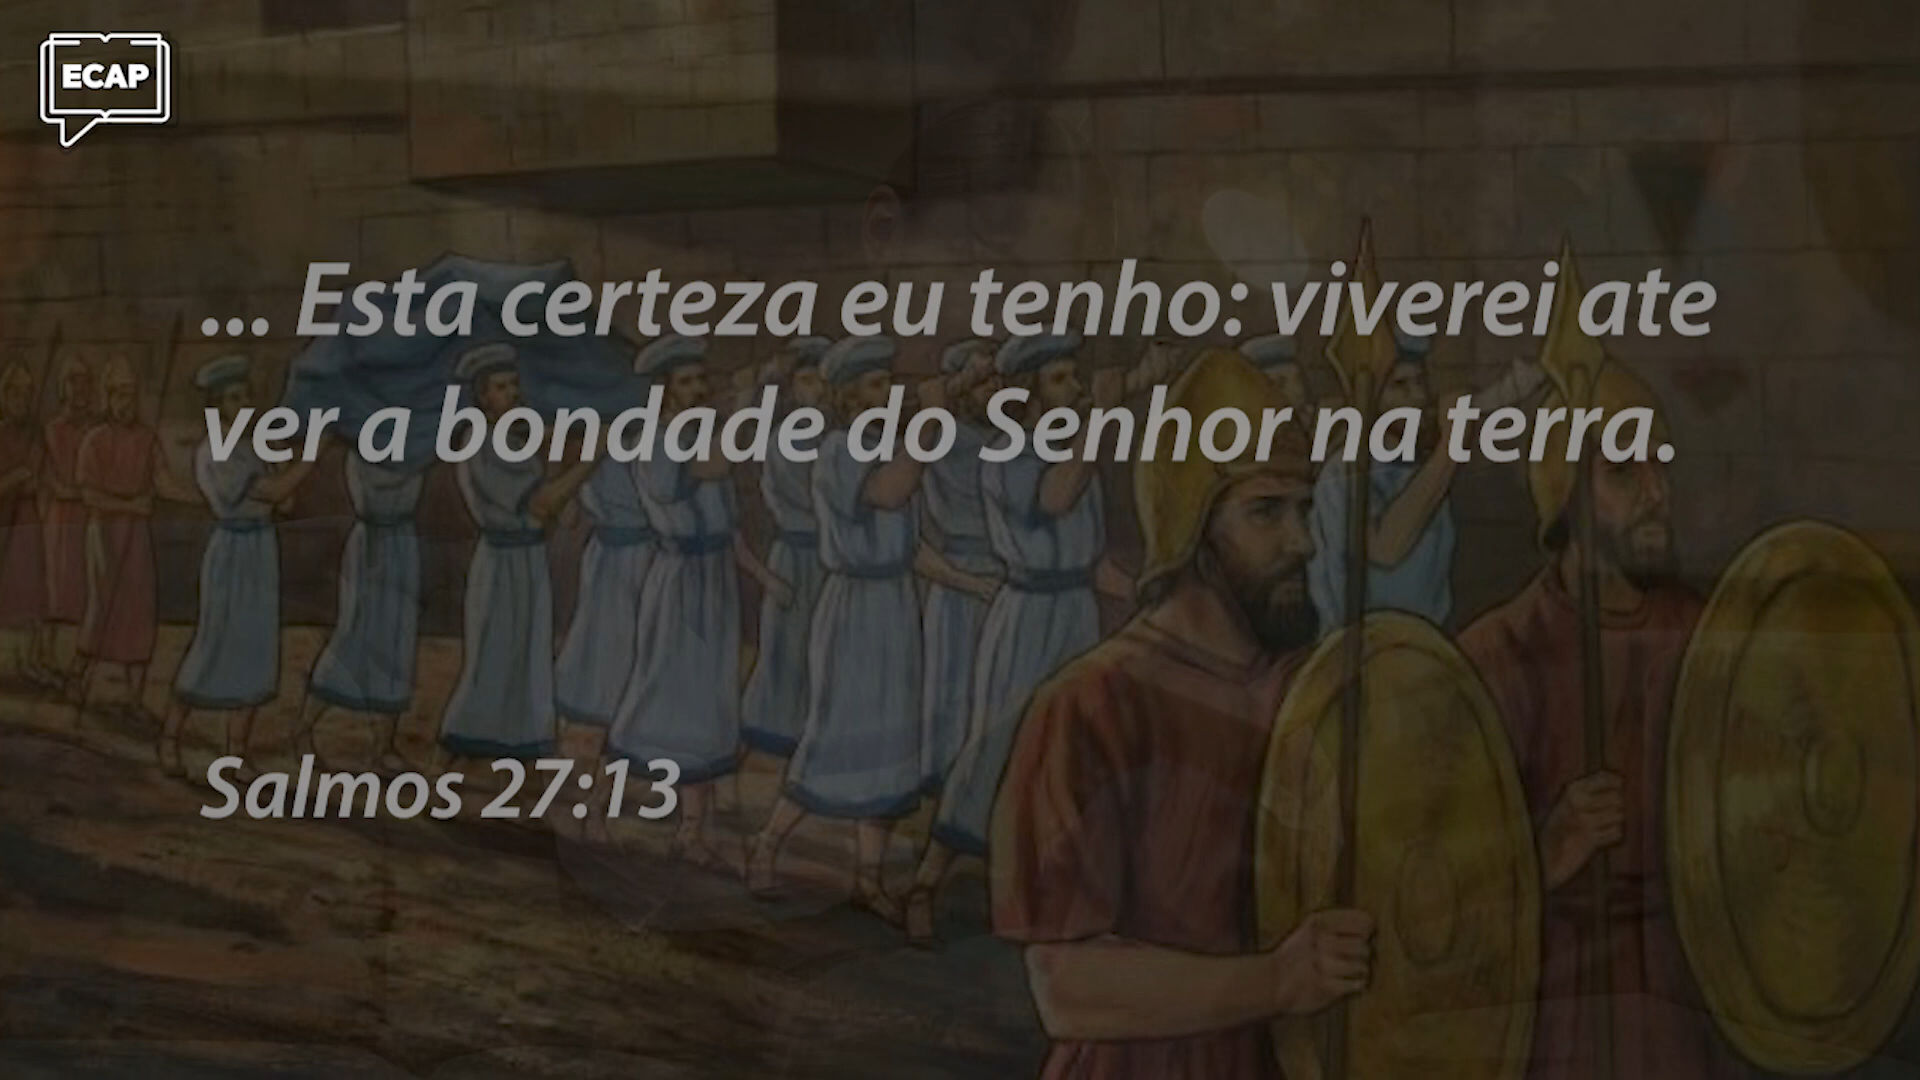 ECAP
... Esta certeza eu tenho: viverei ate
ver a bondade do Senhor na terra.
Salmos 27:13